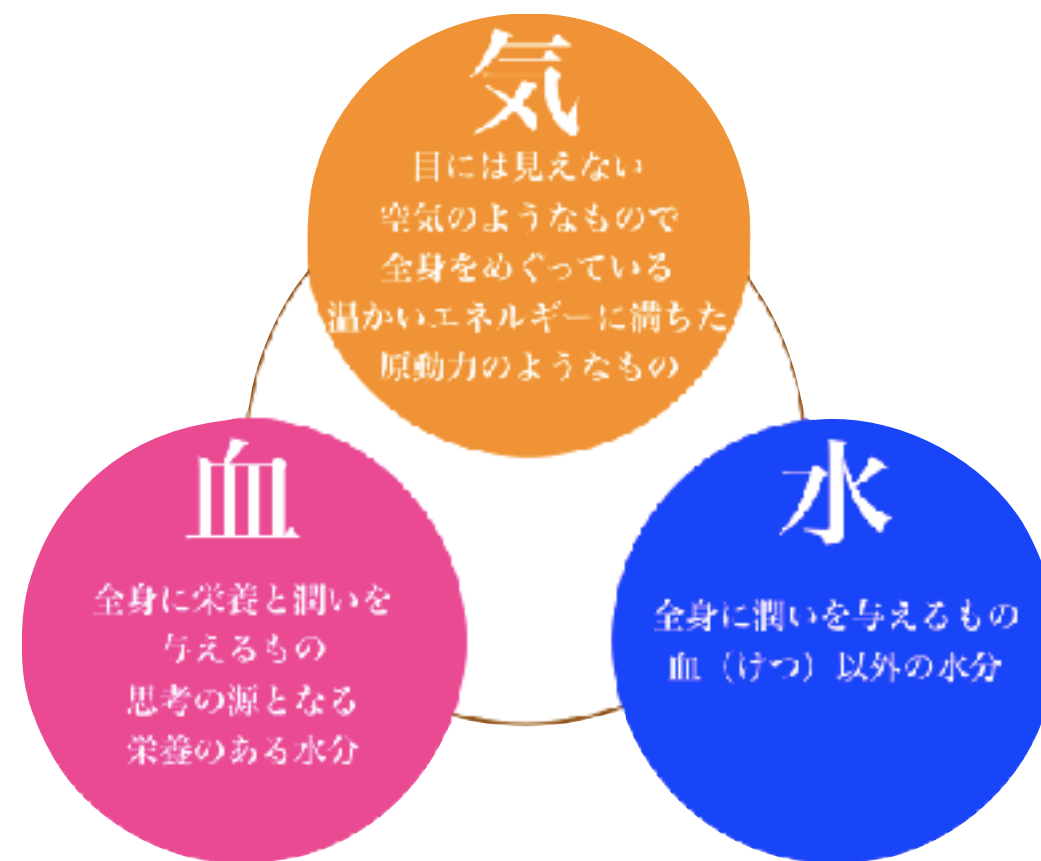 気
目には見えない
空気のようなもので
全身をめぐっている
温かいエネルギーに満ちた
原動力のようなもの
血
全身に栄養と潤いを
与えるもの
思考の源となる
栄養のある水分
水
全身に潤いを与えるもの
血（けつ）以外の水分